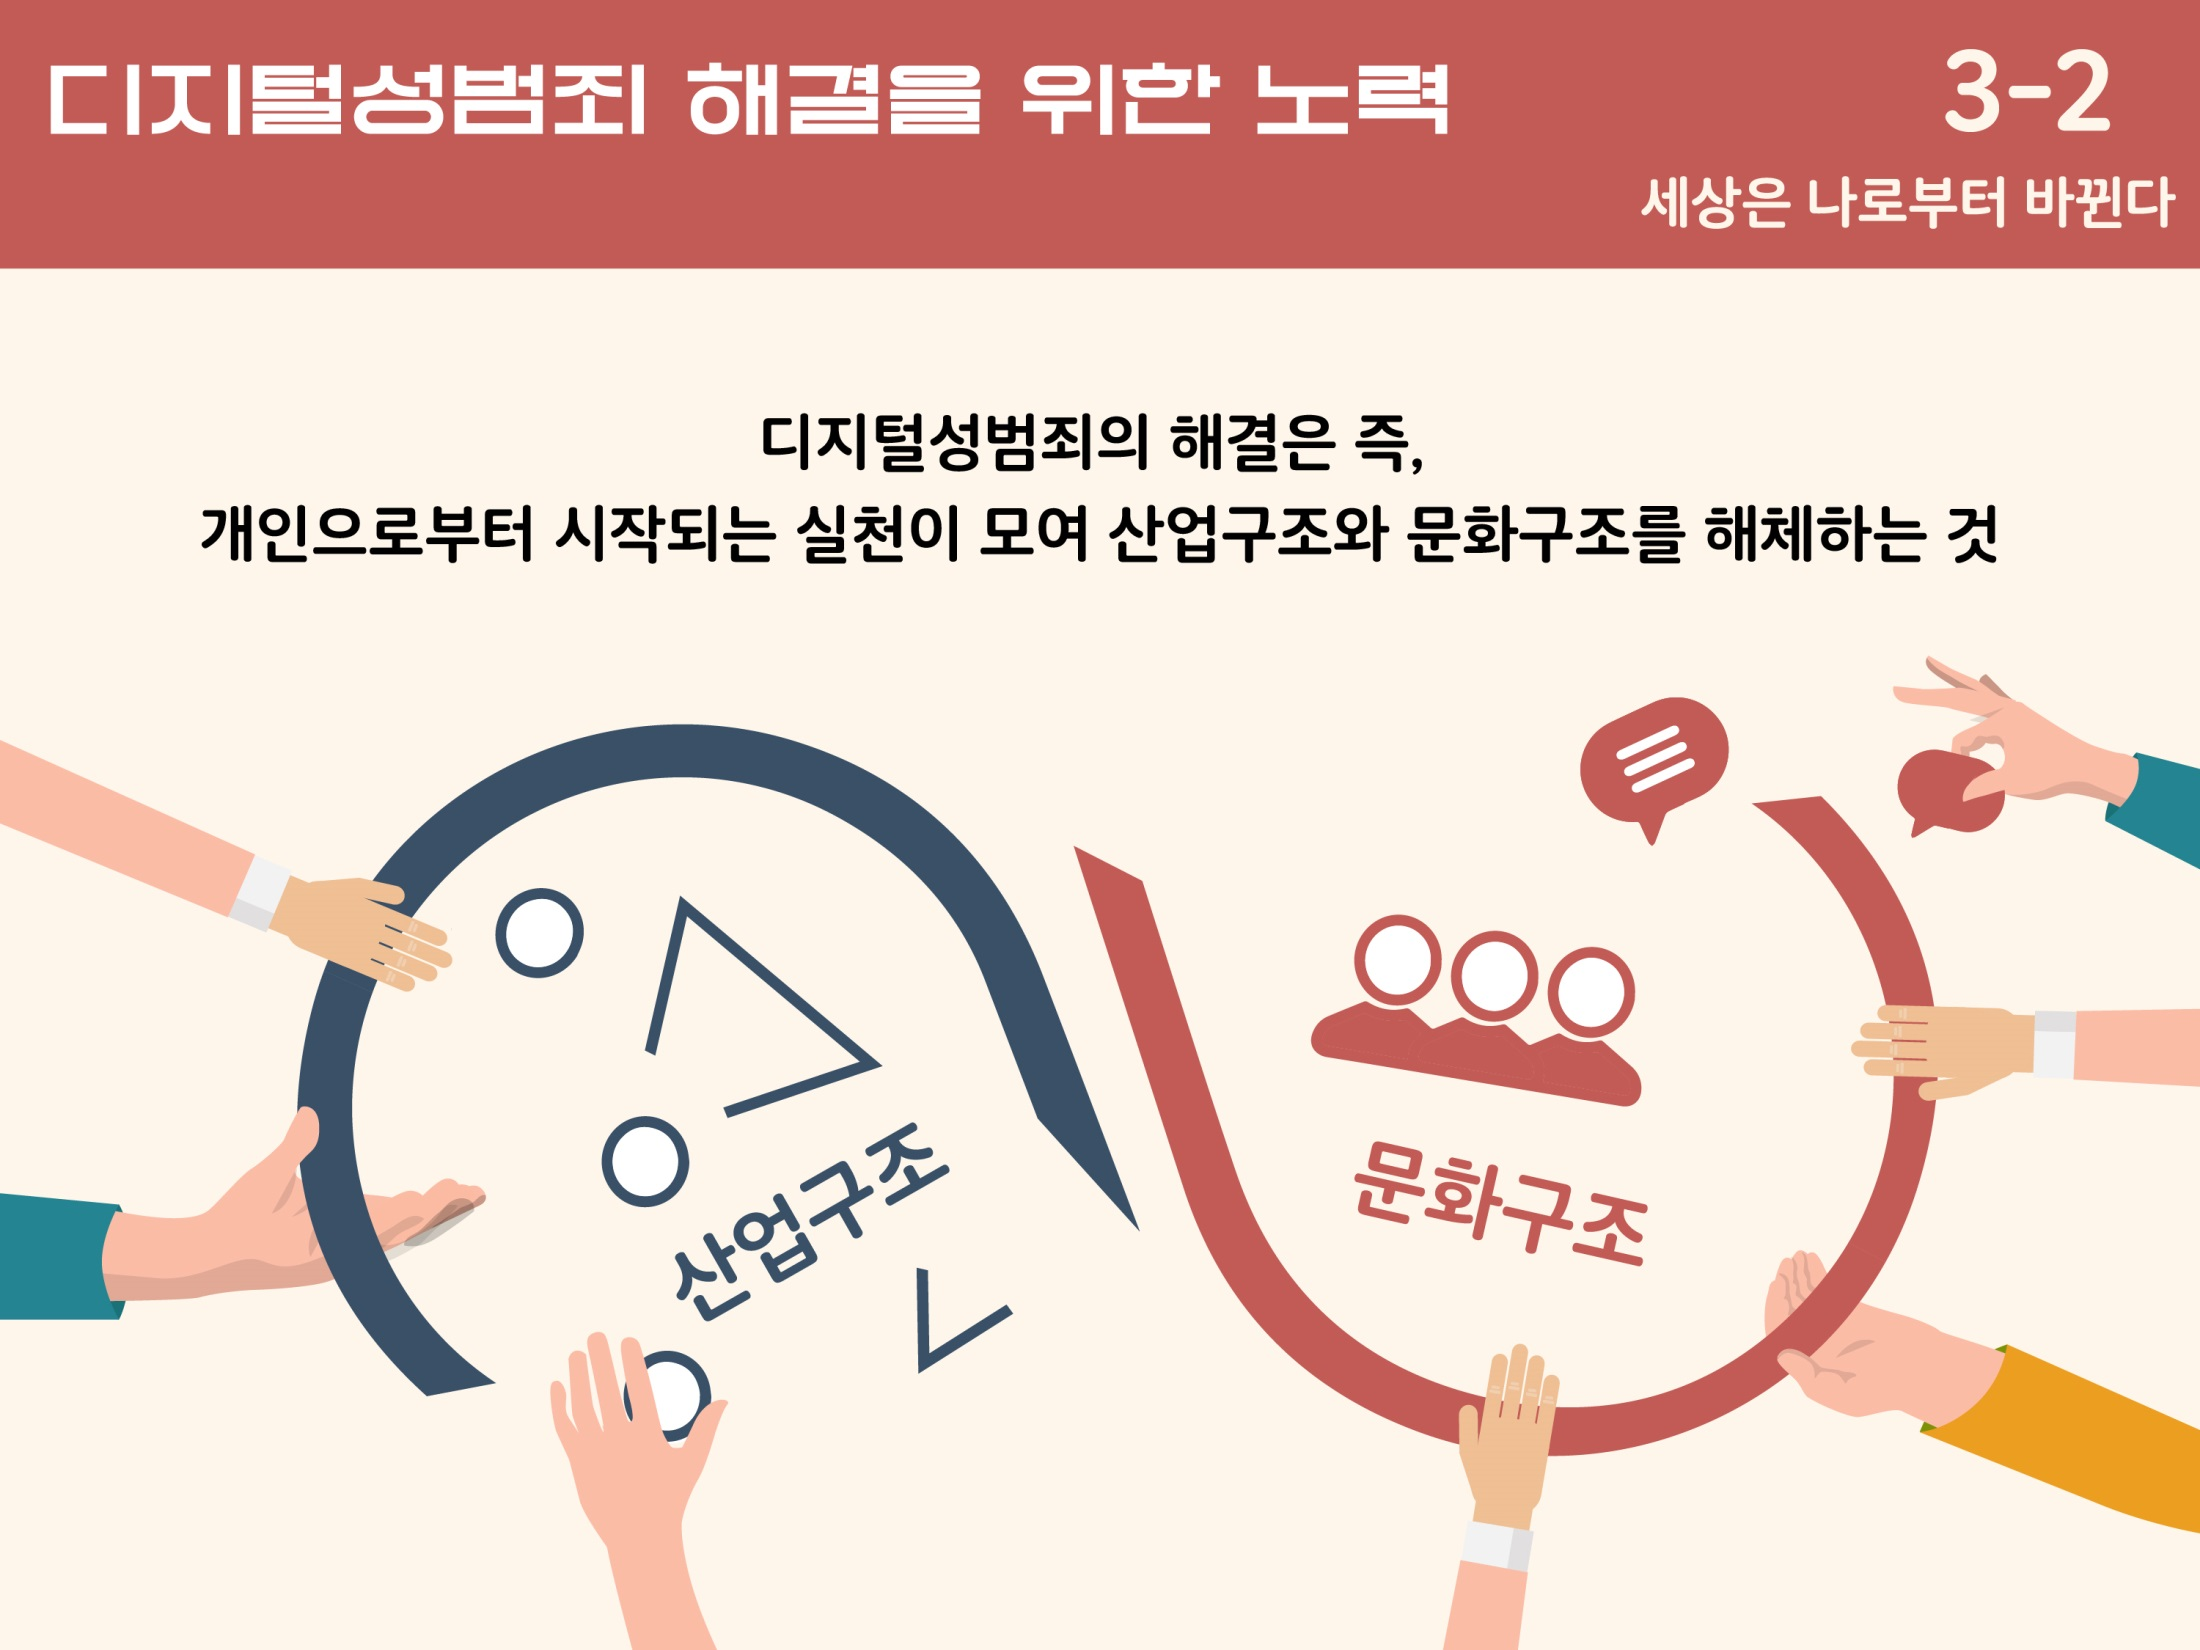 디지털성범죄 해결을 위한 노력
3-2
세상은 나로부터 바뀐다
디지털성범죄의 해결은 즉,
개인으로부터 시작되는 실천이 모여 산업구조와 문화구조를 해체하는 것
산업구조
문화구조